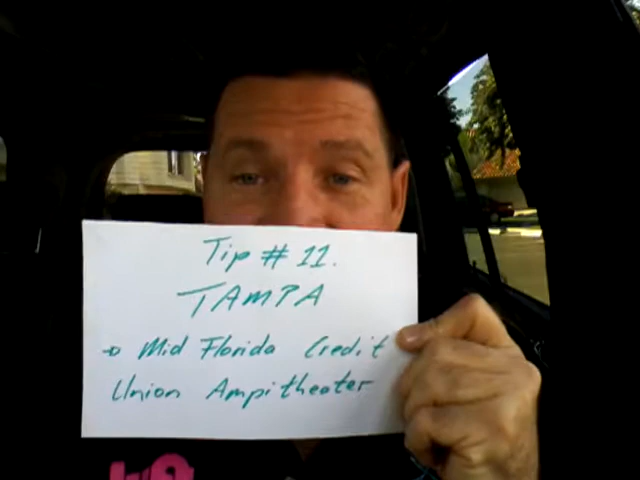 Tip # 11.
TAMPA
→ Mid Florida Credit
Union Ampitheater